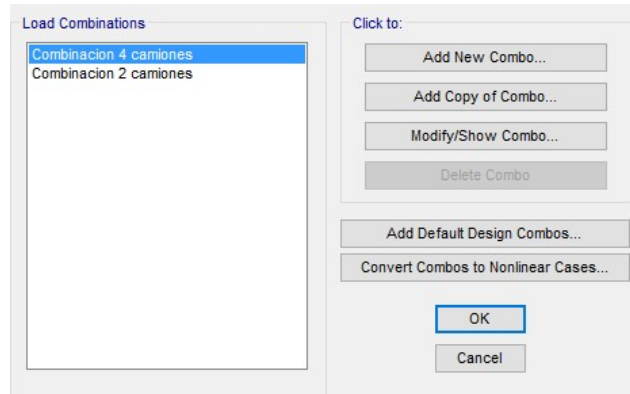 Load Combinations
Combinacion 4 camiones
Combinacion 2 camiones
Click to:
Add New Combo...
Add Copy of Combo...
Modify/Show Combo...
Delete Combo
Add Default Design Combos...
Convert Combos to Nonlinear Cases...
OK
Cancel